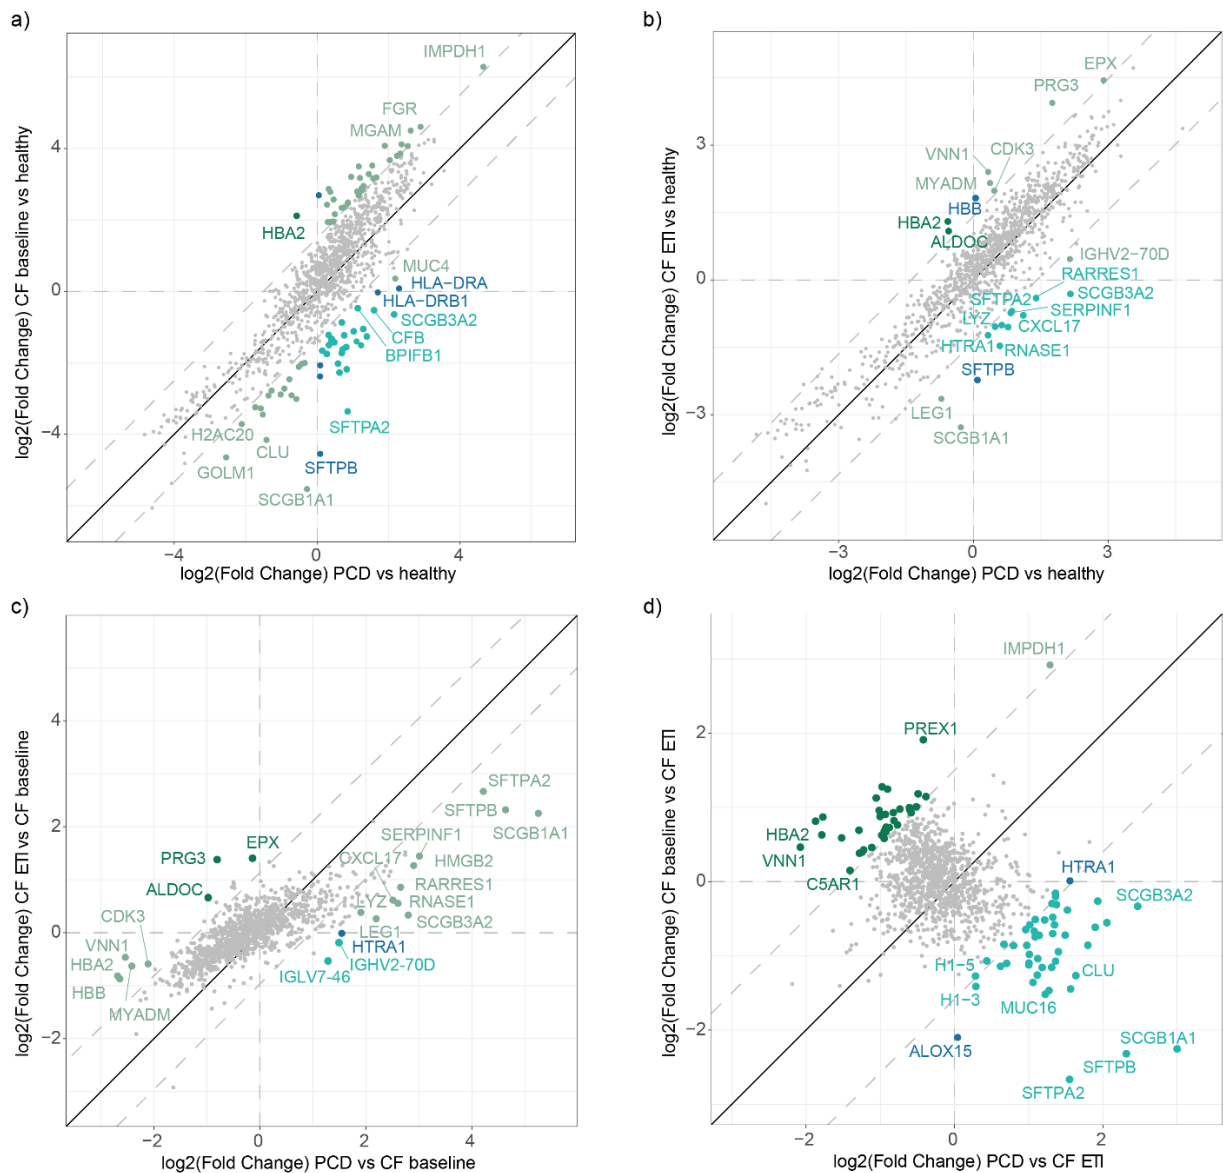 a)
IMPDH1
FGR
MGAM
4
HBA2
MUC4
HLA-DRA
0
HLA-DRB1
SCGB3A2
CFB
BPIFB1
SFTPA2
−4
H2AC20
CLU
GOLM1
SFTPB
SCGB1A1
−4
0
4
log2(Fold Change) PCD vs healthy
log2(Fold Change) CF baseline vs healthy
b)
EPX
PRG3
3
VNN1
CDK3
MYADM
HBB
HBA2
ALDOC
IGHV2-70D
0
RARRES1
SFTPA2
SCGB3A2
SERPINF1
LYZ
CXCL17
HTRA1
RNASE1
SFTPB
−3
LEG1
SCGB1A1
−3
0
3
log2(Fold Change) PCD vs healthy
log2(Fold Change) CF ETI vs healthy
c)
4
SFTPA2
2
SFTPB
SCGB1A1
SERPINF1
EPX
PRG3
CXCL17
HMGB2
ALDOC
RARRES1
LYZ
RNASE1
CDK3
LEG1
SCGB3A2
0
VNN1
HTRA1
HBA2
IGHV2-70D
IGLV7-46
HBB
MYADM
−2
−2
0
2
4
log2(Fold Change) PCD vs CF baseline
log2(Fold Change) CF ETI vs CF baseline
d)
IMPDH1
PREX1
2
HBA2
VNN1
C5AR1
HTRA1
0
SCGB3A2
H1-5
CLU
H1-3
MUC16
−2
ALOX15
SCGB1A1
SFTPB
SFTPA2
−2
0
2
log2(Fold Change) PCD vs CF ETI
log2(Fold Change) CF baseline vs CF ETI